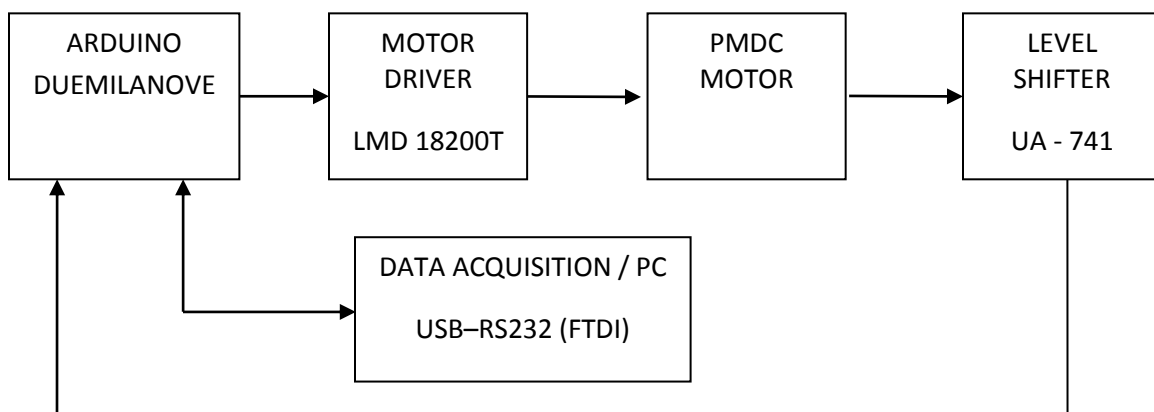 ARDUINO
DUEMILANOVE
MOTOR
DRIVER
LMD 18200T
PMDC
MOTOR
LEVEL
SHIFTER
UA - 741
DATA ACQUISITION / PC
USB–RS232 (FTDI)